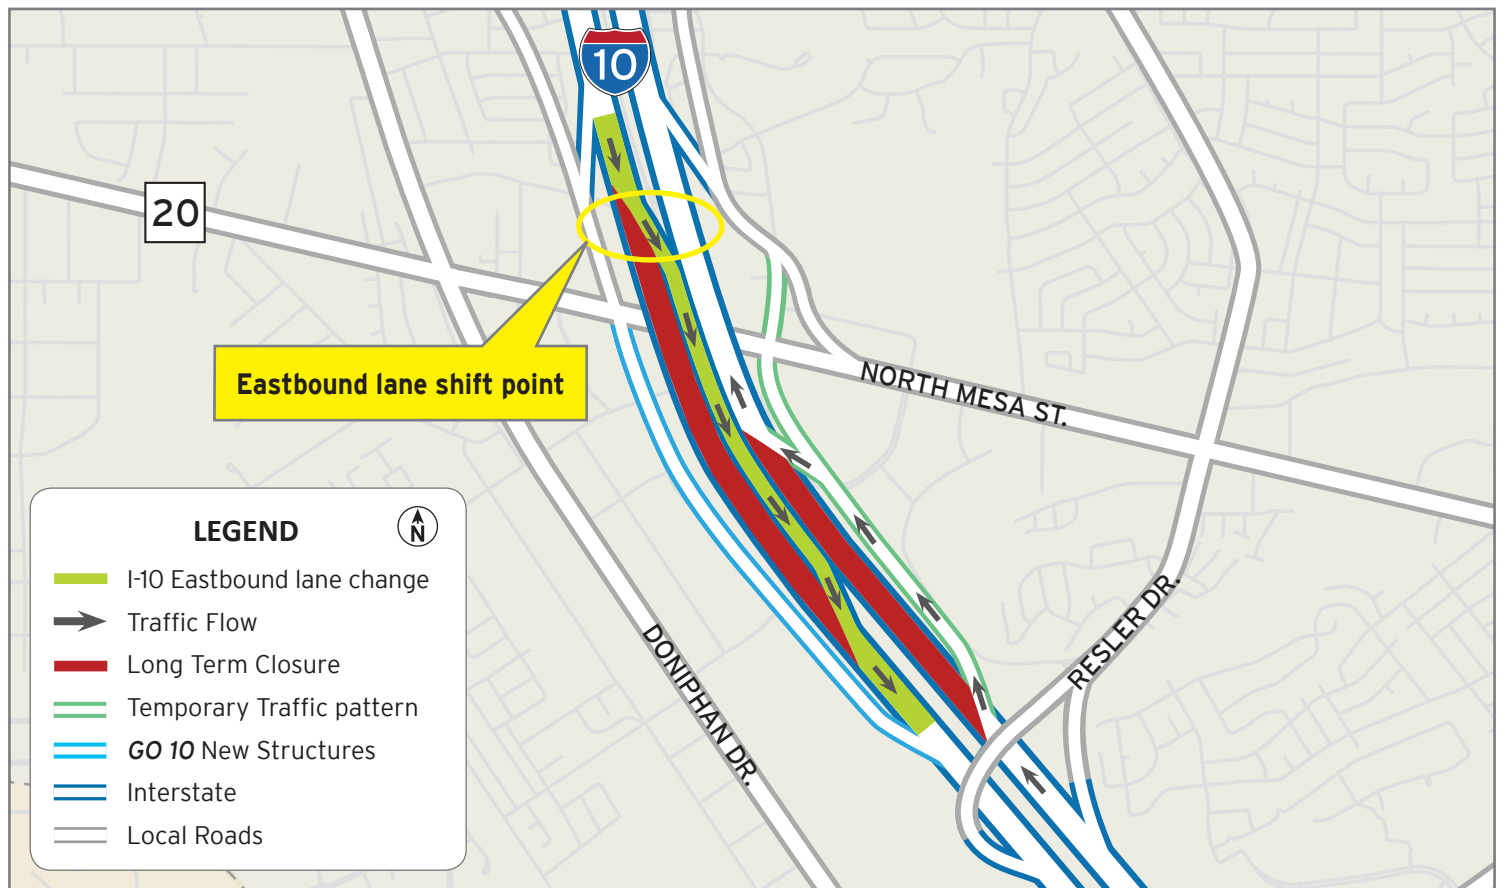 10
20
Eastbound lane shift point
NORTH MESA ST.
RESLER DR.
DONIPHAN DR.
LEGEND
N
I-10 Eastbound lane change
Traffic Flow
Long Term Closure
Temporary Traffic pattern
GO 10 New Structures
Interstate
Local Roads